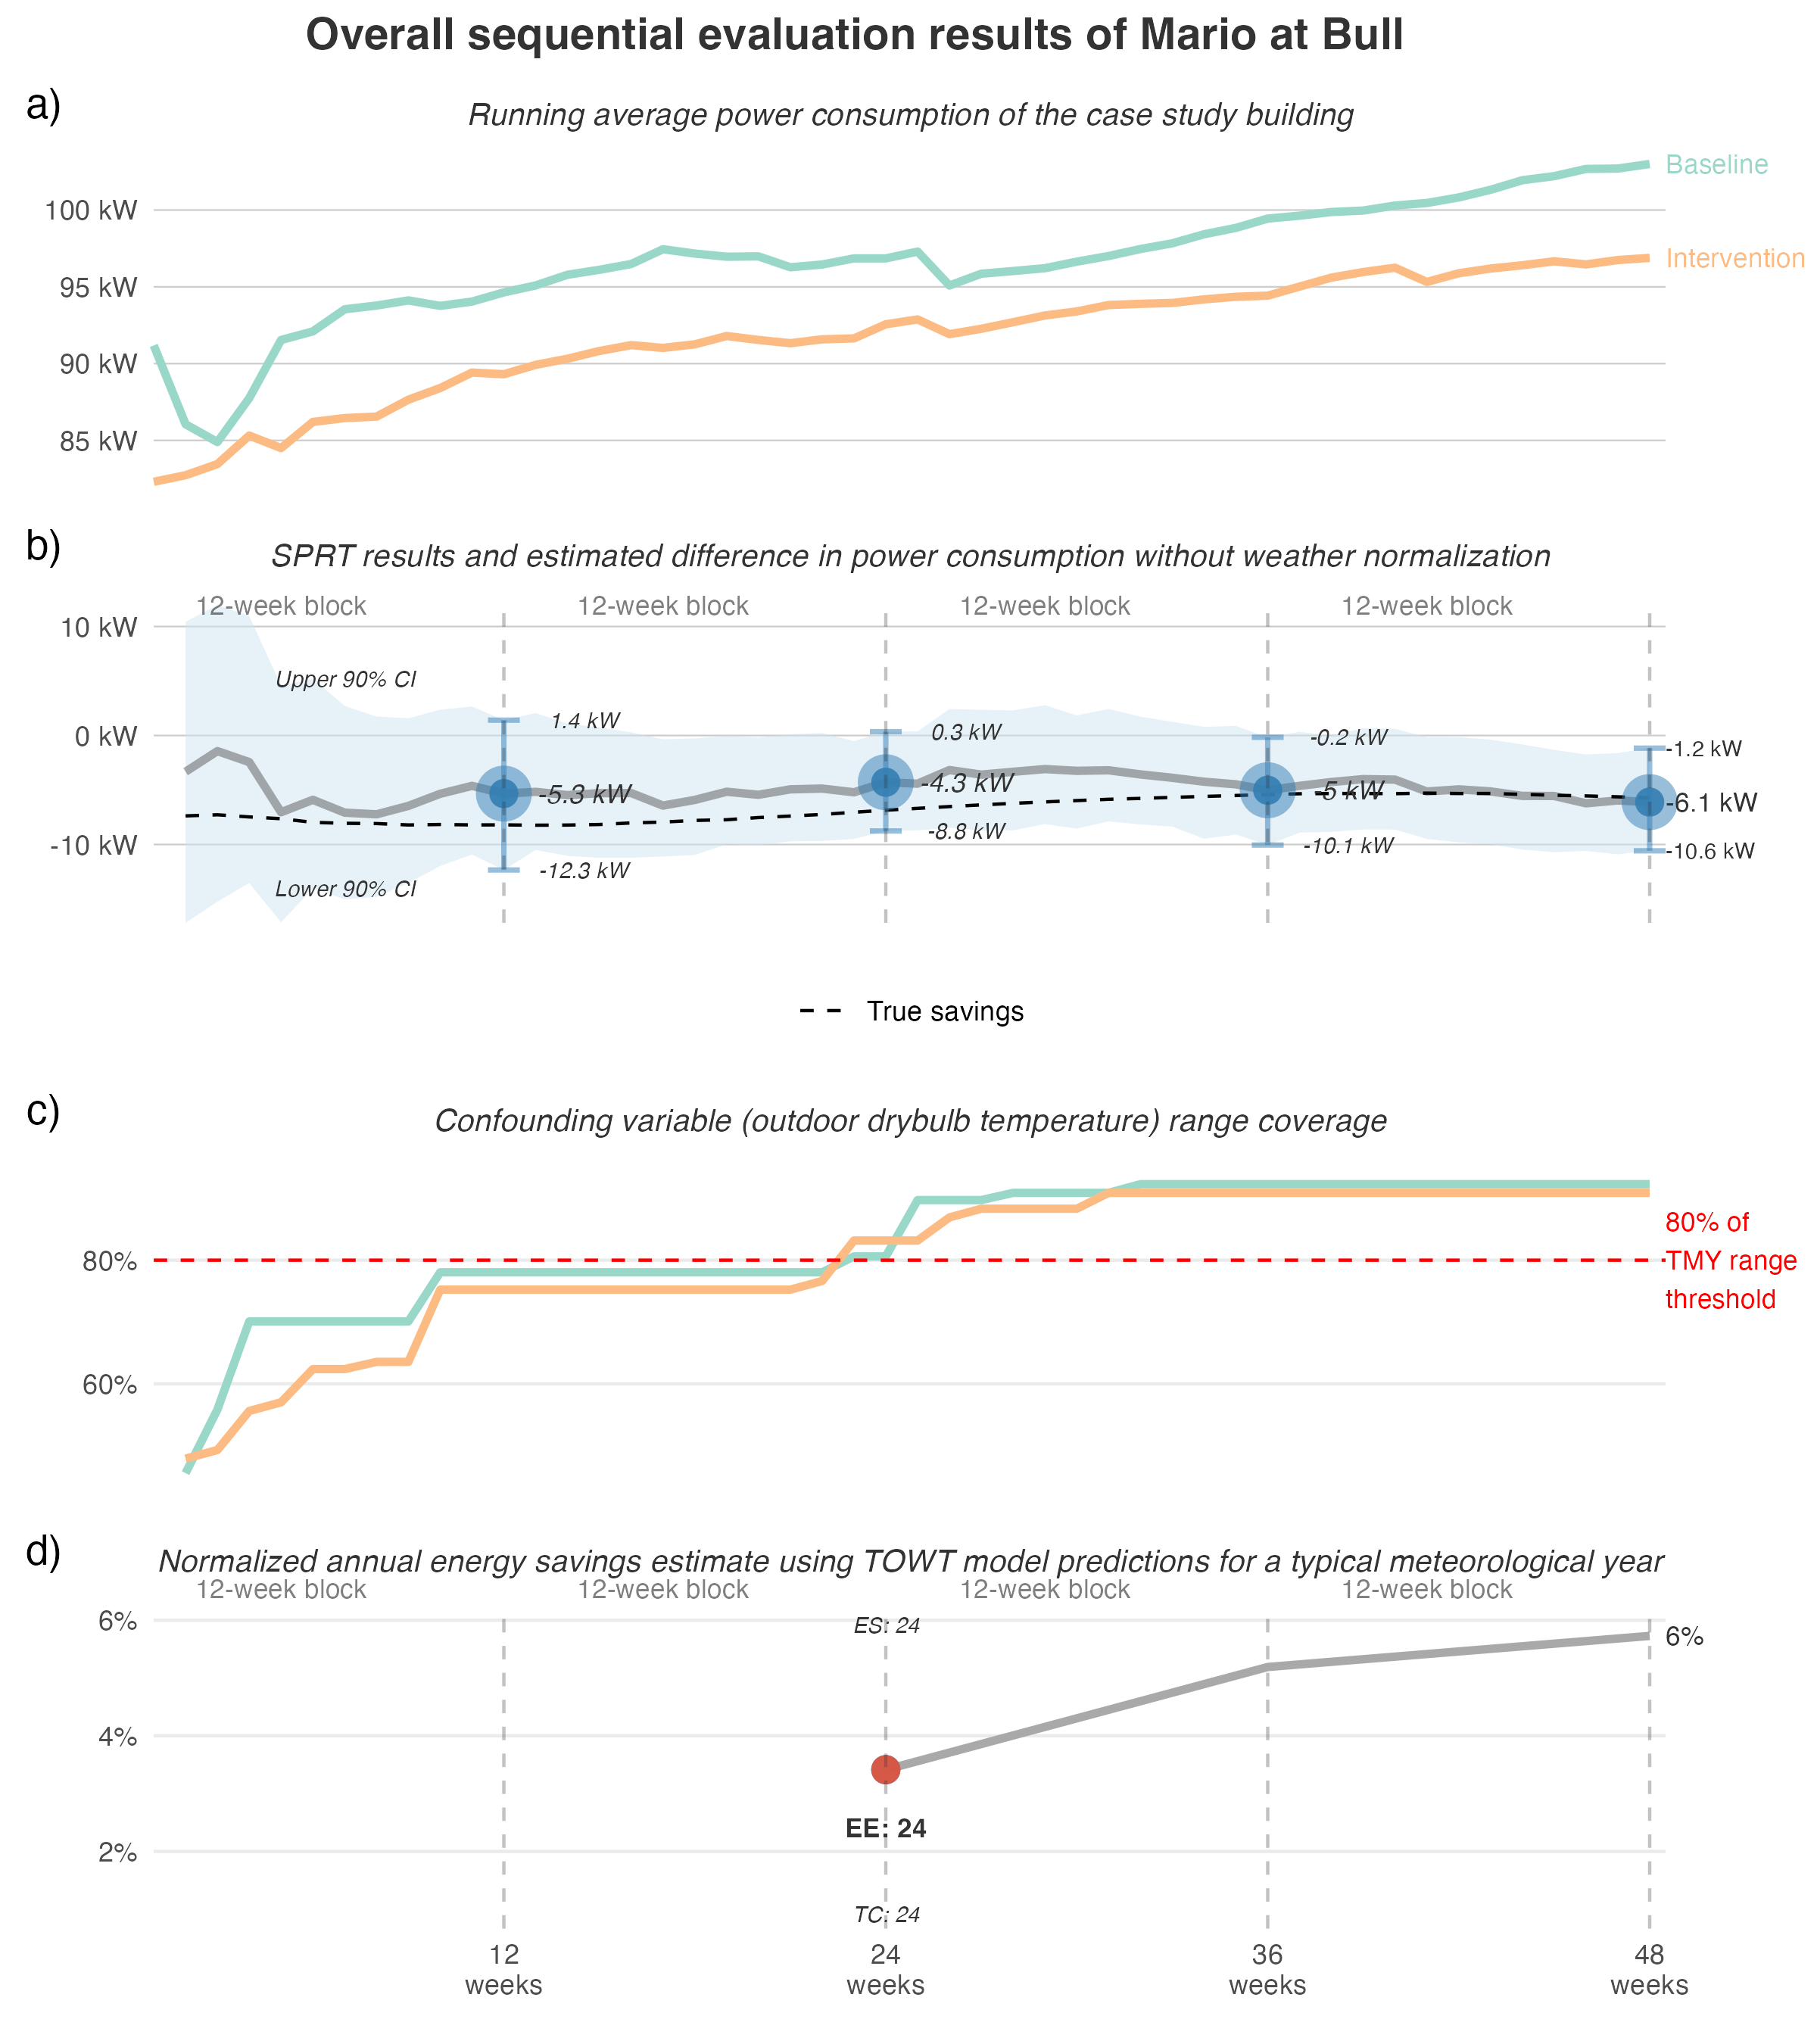 Overall sequential evaluation results of Mario at Bull
a)
Running average power consumption of the case study building
Baseline
100 kW
Intervention
95 kW
90 kW
85 kW
b)
SPRT results and estimated difference in power consumption without weather normalization
12-week block 12-week block 12-week block 12-week block
10 kW
Upper 90% CI
1.4 kW
0.3 kW
0 kW
-0.2 kW
-1.2 kW
-5.3 kW
-4.3 kW
-5 kW
-6.1 kW
-8.8 kW
-10 kW
-10.1 kW
-10.6 kW
-12.3 kW
Lower 90% CI
True savings
c)
Confounding variable (outdoor drybulb temperature) range coverage
80% of
TMY range
threshold
80%
60%
d)
Normalized annual energy savings estimate using TOWT model predictions for a typical meteorological year
12-week block 12-week block 12-week block 12-week block
6%
ES: 24
6%
4%
EE: 24
2%
TC: 24
12
weeks
24
weeks
36
weeks
48
weeks